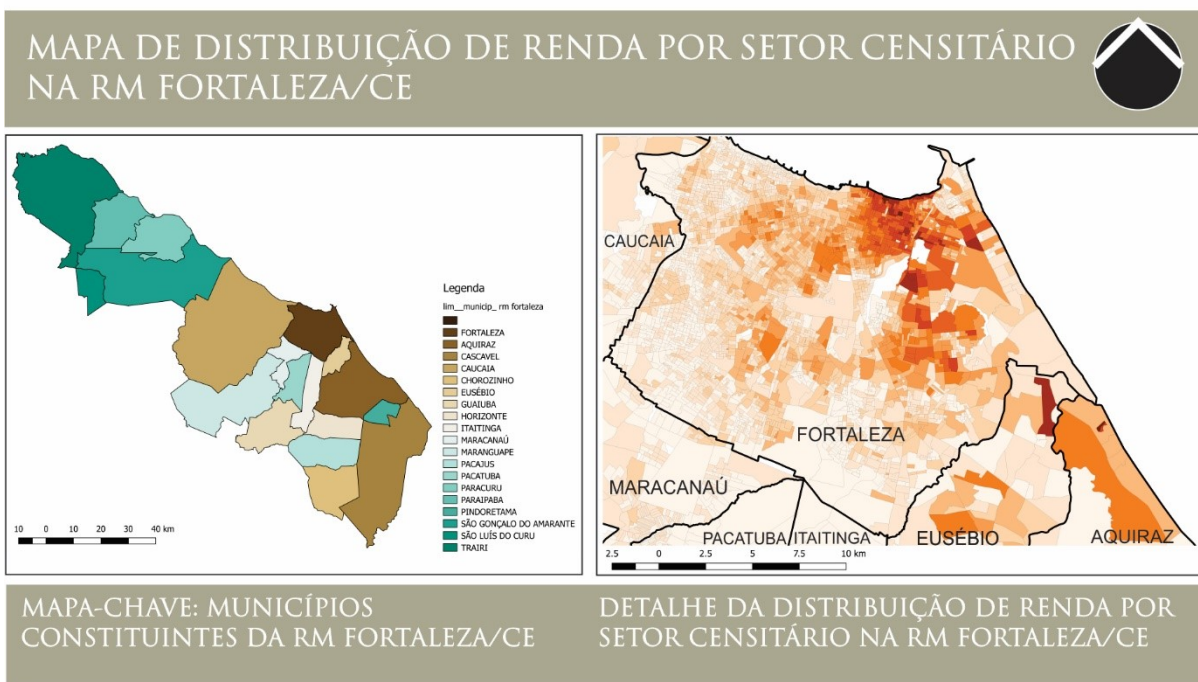 MAPA DE DISTRIBUIÇÃO DE RENDA POR SETOR CENSITÁRIO
NA RM FORTALEZA/CE
Legenda
lim__municip_ rm fortaleza
FORTALEZA
AQUIRAZ
CASCAVEL
CAUCAIA
CHOROZINHO
EUSÉBIO
GUAIUBA
HORIZONTE
ITAITINGA
MARACANAÚ
MARANGUAPE
PACAJUS
PACATUBA
PARACURU
PARAIPABA
PINDORETAMA
SÃO GONÇALO DO AMARANTE
SÃO LUÍS DO CURU
TRAIRI
10 0 10 20 30 40 km
CAUCAIA
FORTALEZA
MARACANAÚ
PACATUBA ITAITINGA EUSÉBIO AQUIRAZ
2.5 0 2.5 5 7.5 10 km
MAPA-CHAVE: MUNICÍPIOS
CONSTITUINTES DA RM FORTALEZA/CE
DETALHE DA DISTRIBUIÇÃO DE RENDA POR
SETOR CENSITÁRIO NA RM FORTALEZA/CE